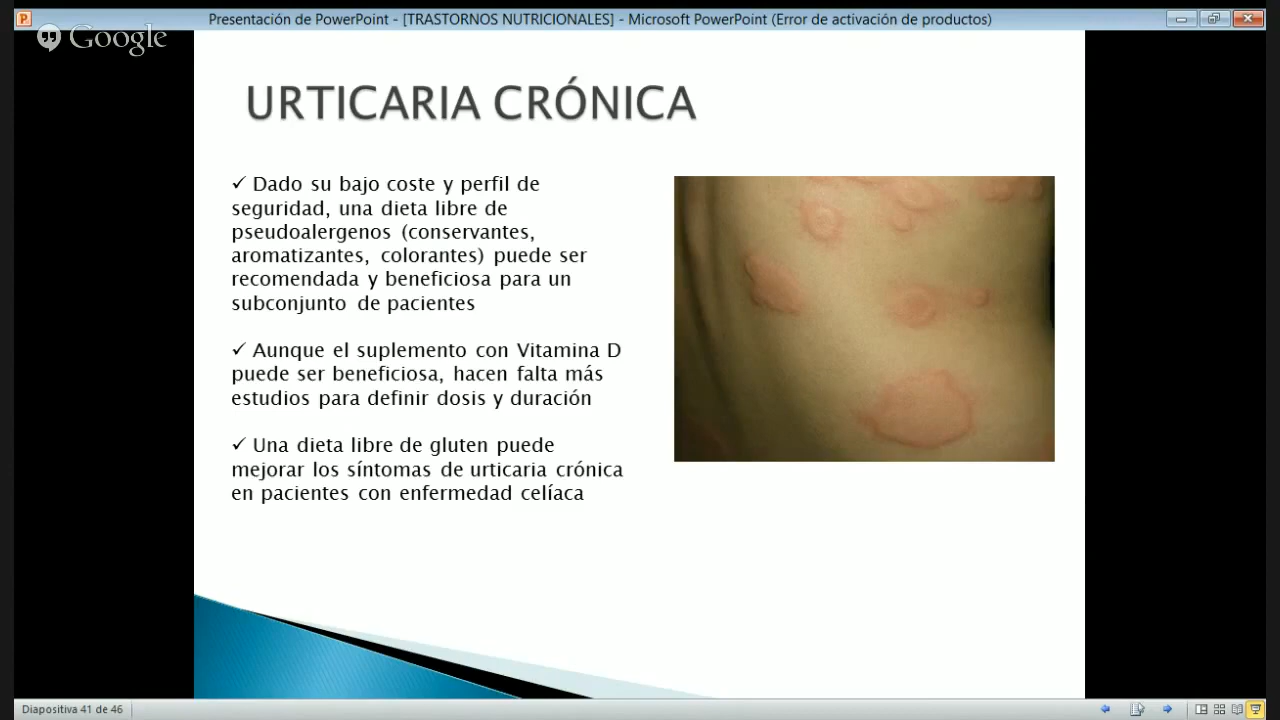 Presentación de PowerPoint - [TRASTORNOS NUTRICIONALES] - Microsoft PowerPoint (Error de activación de productos)
Google
URTICARIA CRÓNICA
✓ Dado su bajo coste y perfil de
seguridad, una dieta libre de
pseudoalergenos (conservantes,
aromatizantes, colorantes) puede ser
recomendada y beneficiosa para un
subconjunto de pacientes
✓ Aunque el suplemento con Vitamina D
puede ser beneficiosa, hacen falta más
estudios para definir dosis y duración
✓ Una dieta libre de gluten puede
mejorar los síntomas de urticaria crónica
en pacientes con enfermedad celíaca
Diapositiva 41 de 46